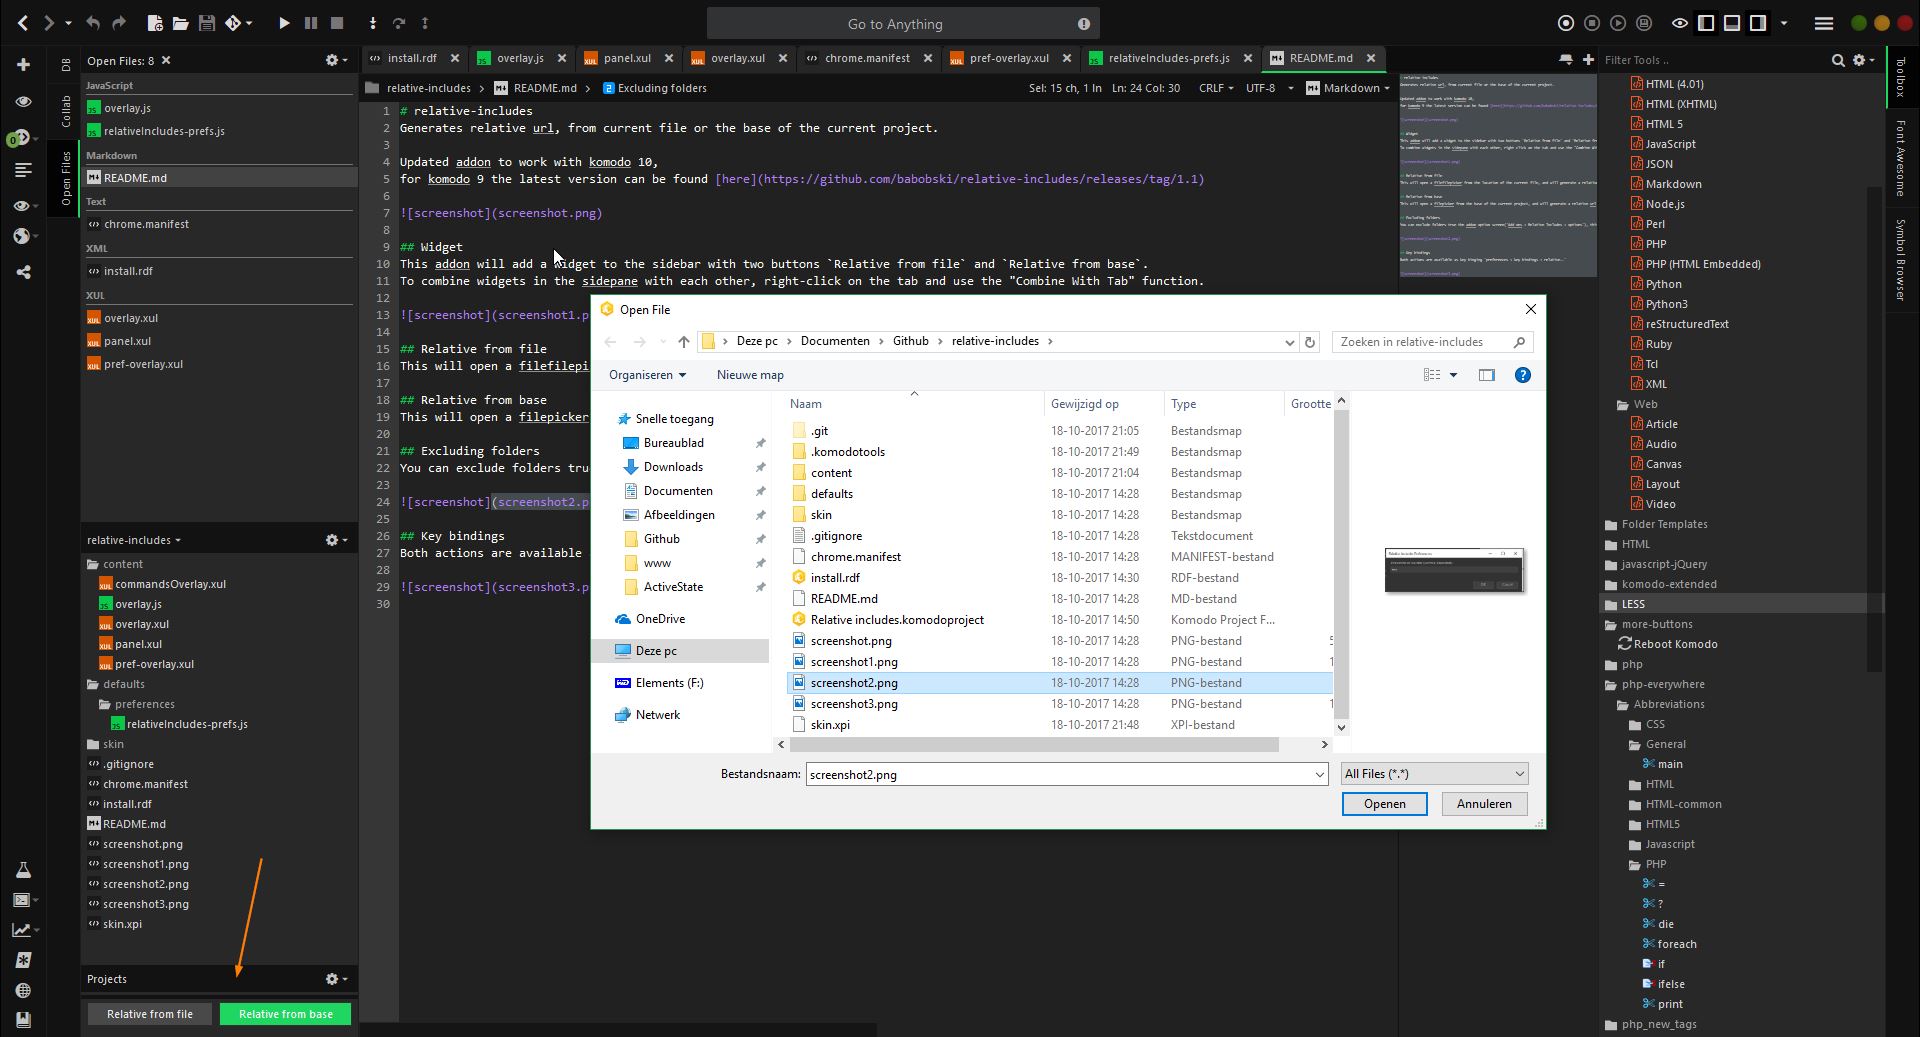 Go to Anything
Open Files: 8
JavaScript
overlay.js
relativeIncludes-prefs.js
Markdown
README.md
Text
chrome.manifest
XML
install.rdf
XUL
overlay.xul
panel.xul
pref-overlay.xul
DB
Collab
Open Files
relative-includes
content
commandsOverlay.xul
overlay.js
overlay.xul
panel.xul
pref-overlay.xul
defaults
preferences
relativeIncludes-prefs.js
skin
.gitignore
chrome.manifest
install.rdf
README.md
screenshot.png
screenshot1.png
screenshot2.png
screenshot3.png
skin.xpi
Projects
Relative from file
Relative from base
install.rdf
overlay.js
panel.xul
overlay.xul
chrome.manifest
pref-overlay.xul
relativeIncludes-prefs.js
README.md
relative-includes > README.md > Excluding folders
Sel: 15 ch, 1 ln Ln: 24 Col: 30 CRLF UTF-8 Markdown
1 # relative-includes
2 Generates relative url, from current file or the base of the current project.
3
4 Updated addon to work with komodo 10,
5 for komodo 9 the latest version can be found [here](https://github.com/babobski/relative-includes/releases/tag/1.1)
6
7 ![screenshot](screenshot.png)
8
9 ## Widget
10 This addon will add a widget to the sidebar with two buttons `Relative from file` and `Relative from base`.
11 To combine widgets in the sidepane with each other, right-click on the tab and use the "Combine With Tab" function.
12
13 ![screenshot](screenshot1.p
14
15 ## Relative from file
16 This will open a filefilepi
17
18 ## Relative from base
19 This will open a filepicker
20
21 ## Excluding folders
22 You can exclude folders tru
23
24 ![screenshot](screenshot2.p
25
26 ## Key bindings
27 Both actions are available
28
29 ![screenshot](screenshot3.p
30
Open File
Deze pc > Documenten > Github > relative-includes >
Zoeken in relative-includes
Organiseren
Nieuwe map
Snelle toegang
Bureaublad
Downloads
Documenten
Afbeeldingen
Github
www
ActiveState
OneDrive
Deze pc
Elements (F:)
Netwerk
Naam Gewijzigd op Type Grootte
.git 18-10-2017 21:05 Bestandsmap
.komodotools 18-10-2017 21:49 Bestandsmap
content 18-10-2017 21:04 Bestandsmap
defaults 18-10-2017 14:28 Bestandsmap
skin 18-10-2017 14:28 Bestandsmap
.gitignore 18-10-2017 14:28 Tekstdocument
chrome.manifest 18-10-2017 14:28 MANIFEST-bestand
install.rdf 18-10-2017 14:30 RDF-bestand
README.md 18-10-2017 14:28 MD-bestand
Relative includes.komodoproject 18-10-2017 14:50 Komodo Project F...
screenshot.png 18-10-2017 14:28 PNG-bestand
screenshot1.png 18-10-2017 14:28 PNG-bestand
screenshot2.png 18-10-2017 14:28 PNG-bestand
screenshot3.png 18-10-2017 14:28 PNG-bestand
skin.xpi 18-10-2017 21:48 XPI-bestand
Bestandsnaam: screenshot2.png
All Files (*.*)
Openen
Annuleren
Filter Tools ..
HTML (4.01)
HTML (XHTML)
HTML 5
JavaScript
JSON
Markdown
Node.js
Perl
PHP
PHP (HTML Embedded)
Python
Python3
reStructuredText
Ruby
Tcl
XML
Web
Article
Audio
Canvas
Layout
Video
Folder Templates
HTML
javascript-jQuery
komodo-extended
LESS
more-buttons
Reboot Komodo
php
php-everywhere
Abbreviations
CSS
General
main
HTML
HTML-common
HTML5
Javascript
PHP
=
?
die
foreach
if
ifelse
print
php_new_tags
Toolbox
Font Awesome
Symbol Browser